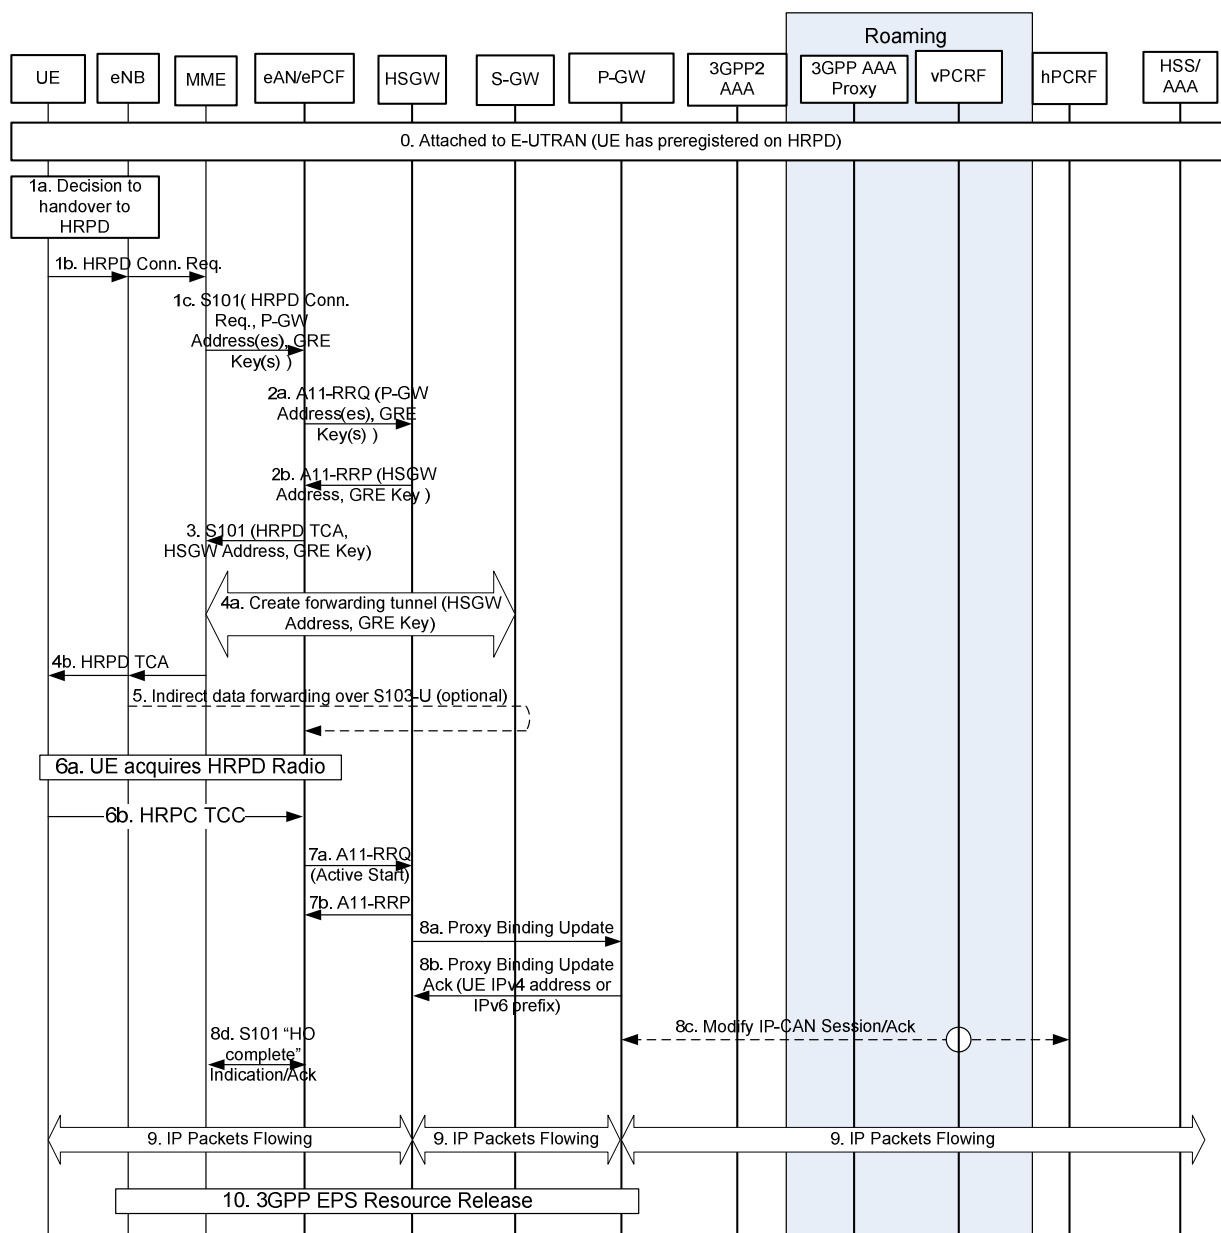 Roaming
UE
eNB
MME
eAN/ePCF
HSGW
S-GW
P-GW
3GPP2
AAA
3GPP AAA
Proxy
vPCRF
hPCRF
HSS/
AAA
0. Attached to E-UTRAN (UE has preregistered on HRPD)
1a. Decision to
handover to
HRPD
1b. HRPD Conn. Req.
1c. S101( HRPD Conn.
Req., P-GW
Address(es), GRE
Key(s) )
2a. A11-RRQ (P-GW
Address(es), GRE
Key(s) )
2b. A11-RRP (HSGW
Address, GRE Key )
3. S101 (HRPD TCA,
HSGW Address, GRE Key)
4a. Create forwarding tunnel (HSGW
Address, GRE Key)
4b. HRPD TCA
5. Indirect data forwarding over S103-U (optional)
6a. UE acquires HRPD Radio
6b. HRPC TCC
7a. A11-RRQ
(Active Start)
7b. A11-RRP
8a. Proxy Binding Update
8b. Proxy Binding Update
Ack (UE IPv4 address or
IPv6 prefix)
8c. Modify IP-CAN Session/Ack
8d. S101 “HO
complete”
Indication/Ack
9. IP Packets Flowing
9. IP Packets Flowing
9. IP Packets Flowing
10. 3GPP EPS Resource Release